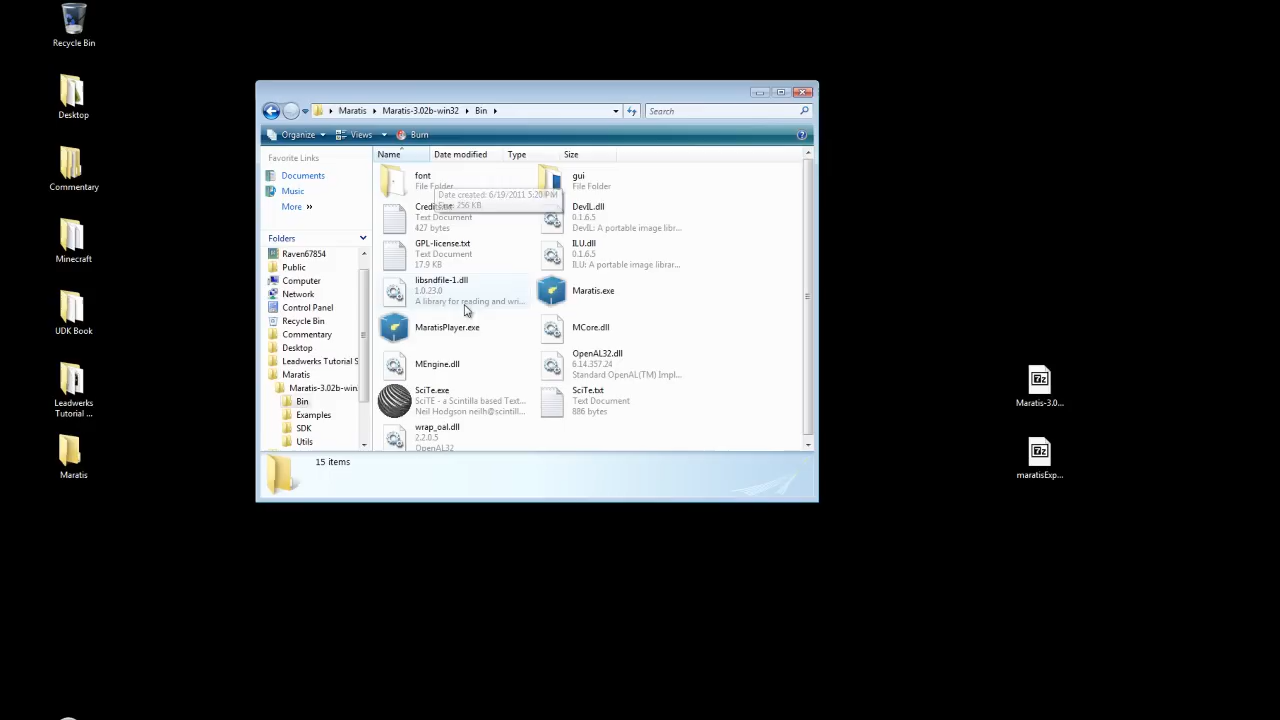 Recycle Bin
Desktop
Commentary
Minecraft
UDK Book
Leadwerks
Tutorial ...
Maratis
Maratis
Maratis-3.02b-win32
Bin
Search
Organize
Views
Burn
Favorite Links
Documents
Music
More »
Folders
Raven67854
Public
Computer
Network
Control Panel
Recycle Bin
Commentary
Desktop
Leadwerks Tutorial S
Maratis
Maratis-3.02b-win
Bin
Examples
SDK
Utils
Name
Date modified
Type
Size
font
File Folder
gui
File Folder
Date created: 6/19/2011 5:20 PM
Size: 256 KB
Text Document
427 bytes
DevIL.dll
0.1.6.5
DevIL: A portable image libr...
GPL-license.txt
Text Document
17.9 KB
ILU.dll
0.1.6.5
ILU: A portable image librar...
libsndfile-1.dll
1.0.23.0
A library for reading and wri...
Maratis.exe
MaratisPlayer.exe
MCore.dll
MEngine.dll
OpenAL32.dll
6.14.357.24
Standard OpenAL(TM) Impl...
SciTe.exe
SciTE - a Scintilla based Text...
Neil Hodgson neilh@scintill...
SciTe.txt
Text Document
886 bytes
wrap_oal.dll
2.2.0.5
OpenAL32
15 items
7z
Maratis-3.0...
7z
maratisExp...